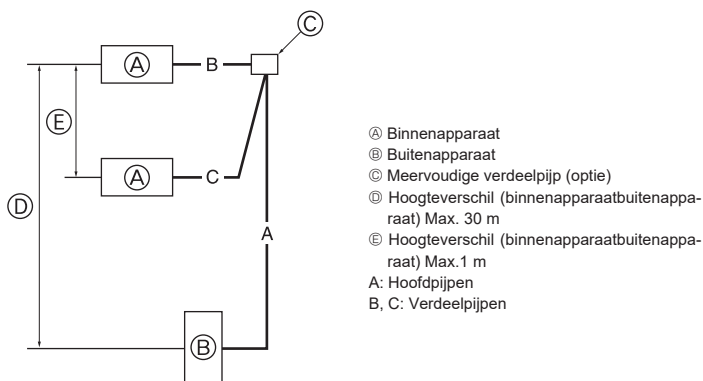 Ⓒ
Ⓐ B
Ⓔ
Ⓐ C
Ⓓ
A
Ⓑ
Ⓐ Binnenapparaat
Ⓑ Buitenapparaat
Ⓒ Meervoudige verdeelpijp (optie)
Ⓓ Hoogteverschil (binnenapparaatbuitenappa-
raat) Max. 30 m
Ⓔ Hoogteverschil (binnenapparaatbuitenappa-
raat) Max.1 m
A: Hoofdpijpen
B, C: Verdeelpijpen